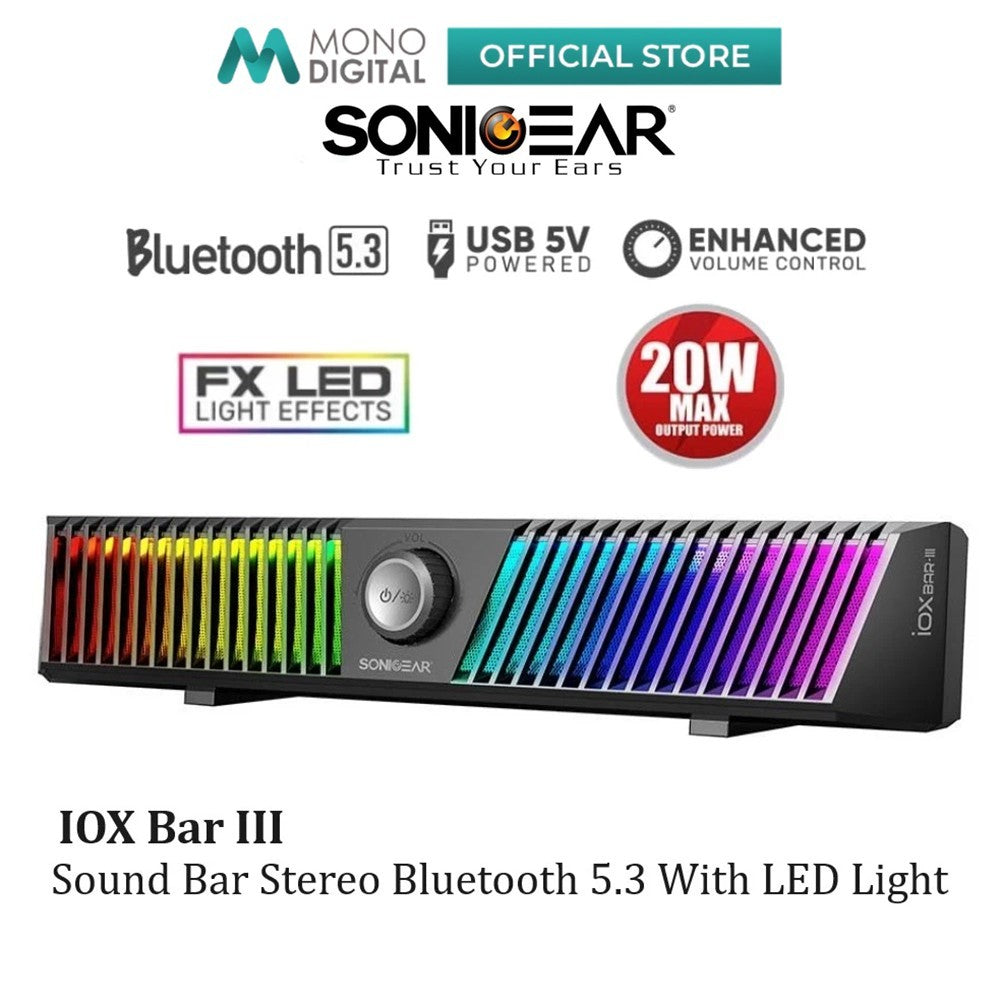 MONO
DIGITAL
OFFICIAL STORE
SONICGEAR®
Trust Your Ears
Bluetooth 5.3
USB 5V
POWERED
ENHANCED
VOLUME CONTROL
FX LED
LIGHT EFFECTS
20W
MAX
OUTPUT POWER
VOL
SONICGEAR
iOX BAR·III
IOX Bar III
Sound Bar Stereo Bluetooth 5.3 With LED Light